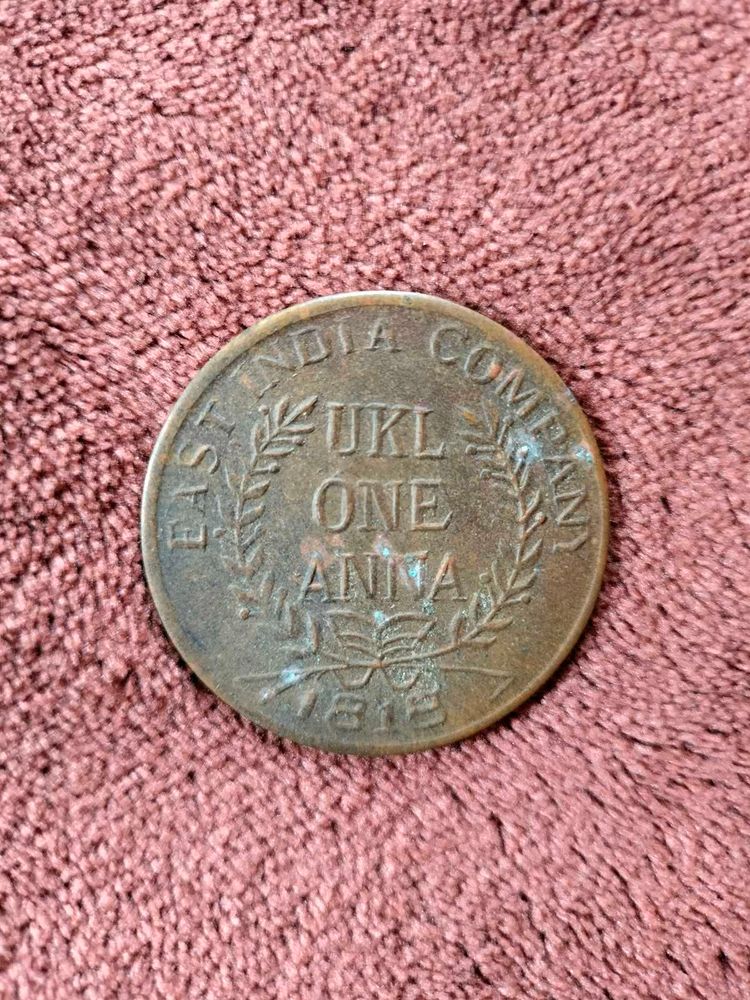 EAST INDIA COMPANY
UKL
ONE
ANNA
1818